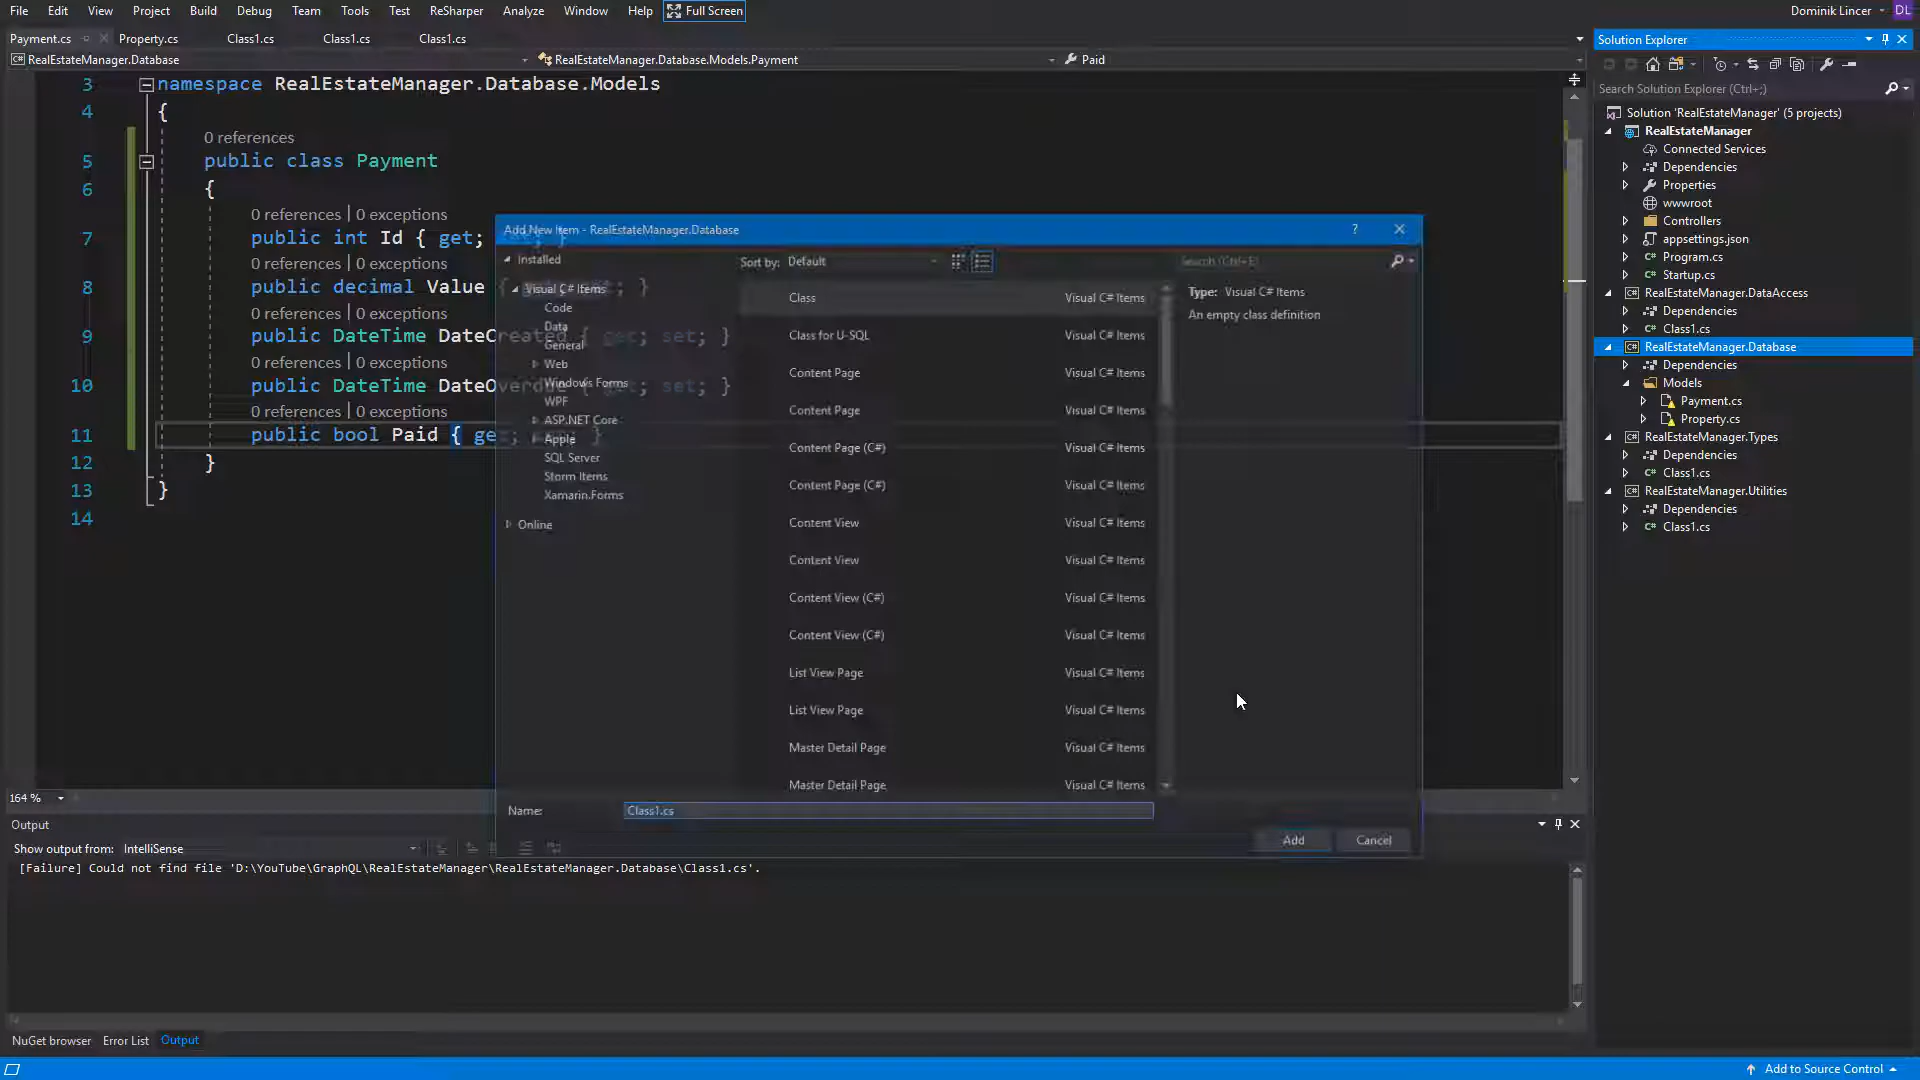 File Edit View Project Build Debug Team Tools Test ReSharper Analyze Window Help Full Screen Dominik Lincer DL
Payment.cs Property.cs Class1.cs Class1.cs Class1.cs
RealEstateManager.Database RealEstateManager.Database.Models.Payment Paid
3 namespace RealEstateManager.Database.Models
4 {
0 references
5 public class Payment
6 {
0 references | 0 exceptions
7 public int Id { get; }
0 references | 0 exceptions
8 public decimal Value { }
0 references | 0 exceptions
9 public DateTime DateCreated { get; set; }
0 references | 0 exceptions
10 public DateTime DateOverdue { get; set; }
0 references | 0 exceptions
11 public bool Paid { get; }
12 }
13 }
14
Add New Item - RealEstateManager.Database ?
Installed
Visual C# Items
Code
Data
General
Web
Windows Forms
WPF
ASP.NET Core
Apple
SQL Server
Storm Items
Xamarin.Forms
Online
Sort by: Default
Search (Ctrl+E)
Class Visual C# Items
Class for U-SQL Visual C# Items
Content Page Visual C# Items
Content Page Visual C# Items
Content Page (C#) Visual C# Items
Content Page (C#) Visual C# Items
Content View Visual C# Items
Content View Visual C# Items
Content View (C#) Visual C# Items
Content View (C#) Visual C# Items
List View Page Visual C# Items
List View Page Visual C# Items
Master Detail Page Visual C# Items
Master Detail Page Visual C# Items
Type: Visual C# Items
An empty class definition
Name: Class1.cs
Add Cancel
164 %
Output
Show output from: IntelliSense
[Failure] Could not find file 'D:\YouTube\GraphQL\RealEstateManager\RealEstateManager.Database\Class1.cs'.
NuGet browser Error List Output
Solution Explorer
Search Solution Explorer (Ctrl+;)
Solution 'RealEstateManager' (5 projects)
RealEstateManager
Connected Services
Dependencies
Properties
wwwroot
Controllers
appsettings.json
Program.cs
Startup.cs
RealEstateManager.DataAccess
Dependencies
Class1.cs
RealEstateManager.Database
Dependencies
Models
Payment.cs
Property.cs
RealEstateManager.Types
Dependencies
Class1.cs
RealEstateManager.Utilities
Dependencies
Class1.cs
Add to Source Control